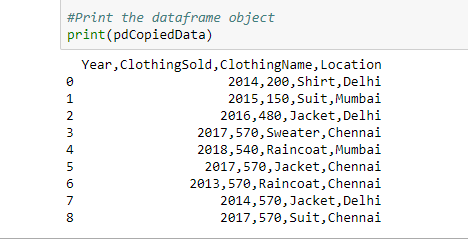 #Print the dataframe object
print(pdCopiedData)
Year,ClothingSold,ClothingName,Location
0 2014,200,Shirt,Delhi
1 2015,150,Suit,Mumbai
2 2016,480,Jacket,Delhi
3 2017,570,Sweater,Chennai
4 2018,540,Raincoat,Mumbai
5 2017,570,Jacket,Chennai
6 2013,570,Raincoat,Chennai
7 2014,570,Jacket,Delhi
8 2017,570,Suit,Chennai